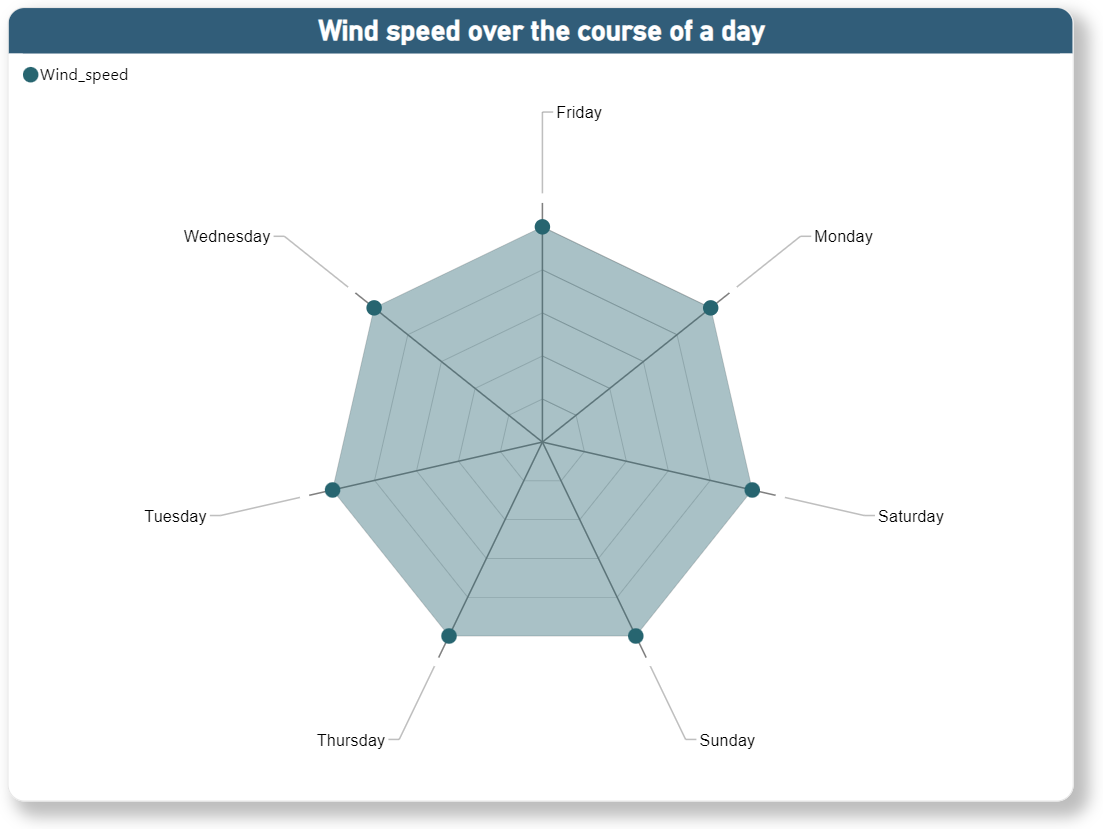 Wind speed over the course of a day
Wind_speed
Friday
Wednesday
Monday
Tuesday
Saturday
Thursday
Sunday